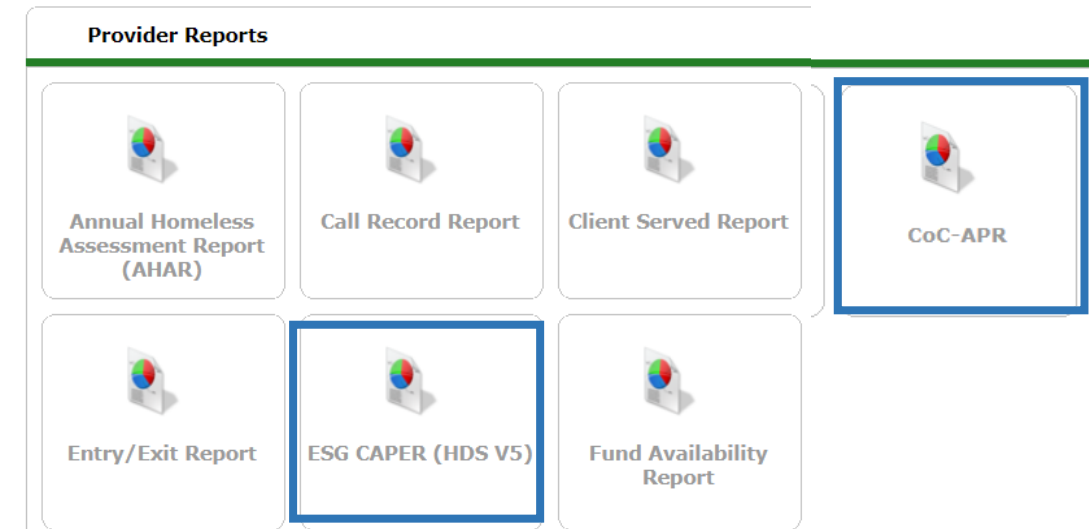 Provider Reports
Annual Homeless
Assessment Report
(AHAR)
Call Record Report
Client Served Report
CoC-APR
Entry/Exit Report
ESG CAPER (HDS V5)
Fund Availability
Report